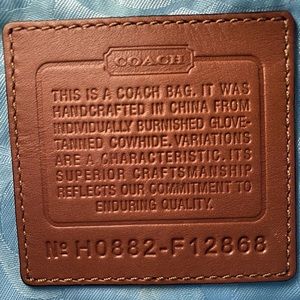 COACH
THIS IS A COACH BAG. IT WAS
HANDCRAFTED IN CHINA FROM
INDIVIDUALLY BURNISHED GLOVE-
TANNED COWHIDE. VARIATIONS
ARE A CHARACTERISTIC. ITS
SUPERIOR CRAFTSMANSHIP
REFLECTS OUR COMMITMENT TO
ENDURING QUALITY.
№ H0882-F12868